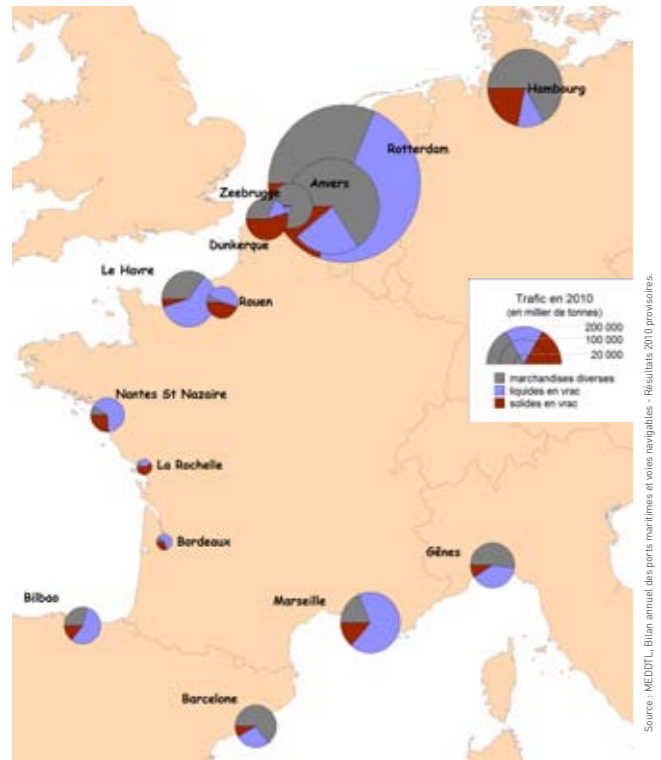 Hambourg
Rotterdam
Anvers
Zeebrugge
Dunkerque
Le Havre
Rouen
Trafic en 2010
(en millier de tonnes)
200 000
100 000
20 000
marchandises diverses
liquides en vrac
solides en vrac
Nantes St Nazaire
La Rochelle
Bordeaux
Gênes
Bilbao
Marseille
Barcelone
Source : MEDDTL, Bilan annuel des ports maritimes et voies navigables - Résultats 2010 provisoires.